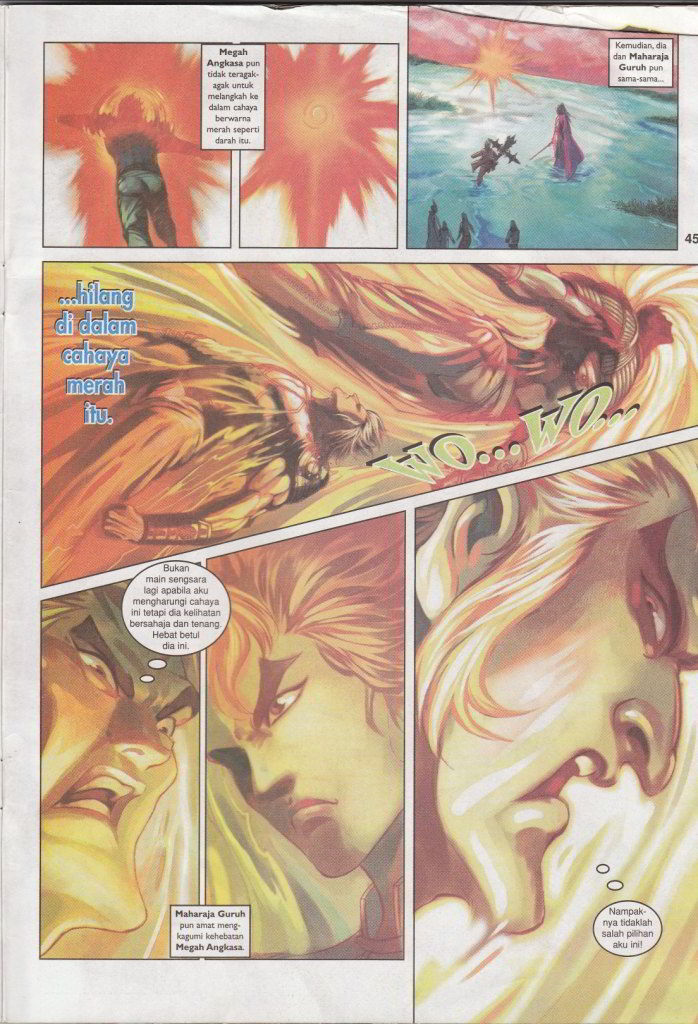 Megah
Angkasa pun
tidak teragak-
agak untuk
melangkah ke
dalam cahaya
berwarna
merah seperti
darah itu.
Kemudian, dia
dan Maharaja
Guruh pun
sama-sama...
45
...hilang
di dalam
cahaya
merah
itu.
WO...WO...
Bukan
main sengsara
lagi apabila aku
mengharungi cahaya
ini tetapi dia kelihatan
bersahaja dan tenang.
Hebat betul
dia ini.
Maharaja Guruh
pun amat meng-
kagumi kehebatan
Megah Angkasa.
Nampak-
nya tidaklah
salah pilihan
aku ini!